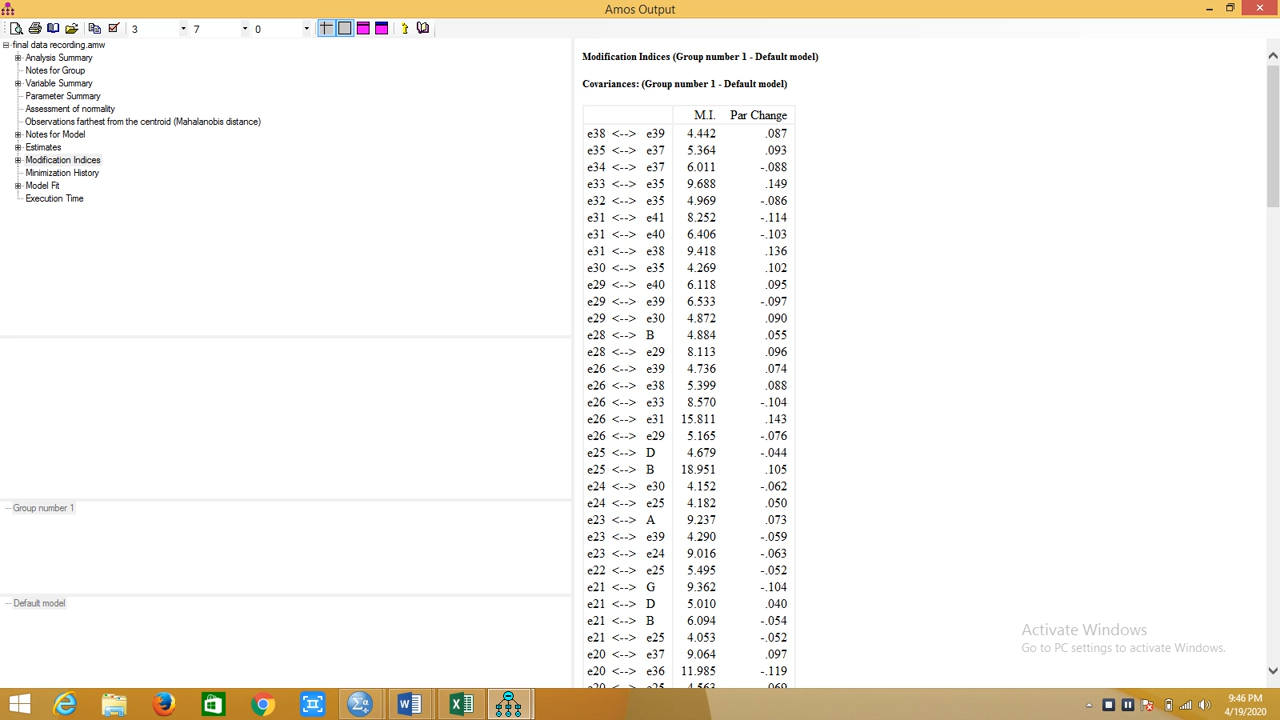 Amos Output
3 7 0
final data recording.amw
Analysis Summary
Notes for Group
Variable Summary
Parameter Summary
Assessment of normality
Observations farthest from the centroid (Mahalanobis distance)
Notes for Model
Estimates
Modification Indices
Minimization History
Model Fit
Execution Time
Group number 1
Default model
Modification Indices (Group number 1 - Default model)
Covariances: (Group number 1 - Default model)
M.I. Par Change
e38 <--> e39 4.442 .087
e35 <--> e37 5.364 .093
e34 <--> e37 6.011 -.088
e33 <--> e35 9.688 .149
e32 <--> e35 4.969 -.086
e31 <--> e41 8.252 -.114
e31 <--> e40 6.406 -.103
e31 <--> e38 9.418 .136
e30 <--> e35 4.269 .102
e29 <--> e40 6.118 .095
e29 <--> e39 6.533 -.097
e29 <--> e30 4.872 .090
e28 <--> B 4.884 .055
e28 <--> e29 8.113 .096
e26 <--> e39 4.736 .074
e26 <--> e38 5.399 .088
e26 <--> e33 8.570 -.104
e26 <--> e31 15.811 .143
e26 <--> e29 5.165 -.076
e25 <--> D 4.679 -.044
e25 <--> B 18.951 .105
e24 <--> e30 4.152 -.062
e24 <--> e25 4.182 .050
e23 <--> A 9.237 .073
e23 <--> e39 4.290 -.059
e23 <--> e24 9.016 -.063
e22 <--> e25 5.495 -.052
e21 <--> G 9.362 -.104
e21 <--> D 5.010 .040
e21 <--> B 6.094 -.054
e21 <--> e25 4.053 -.052
e20 <--> e37 9.064 .097
e20 <--> e36 11.985 -.119
e20 <--> e25 4.563 .069
Activate Windows
Go to PC settings to activate Windows.
9:46 PM
4/19/2020